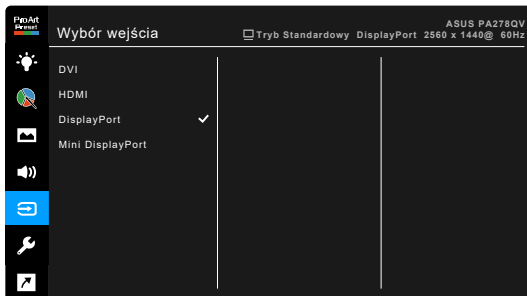 ProArt
Preset
Wybór wejścia
ASUS PA278QV
Tryb Standardowy DisplayPort 2560 x 1440@ 60Hz
DVI
HDMI
DisplayPort
Mini DisplayPort